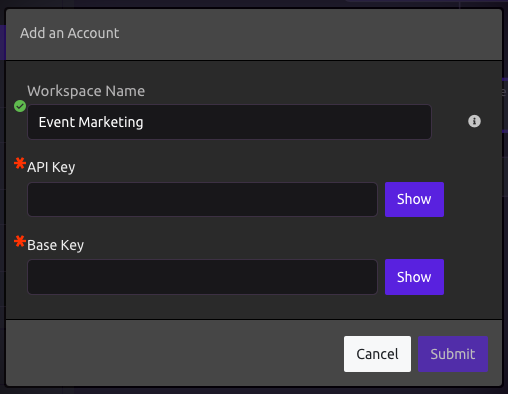 Add an Account
Workspace Name
Event Marketing
API Key
Show
Base Key
Show
Cancel
Submit